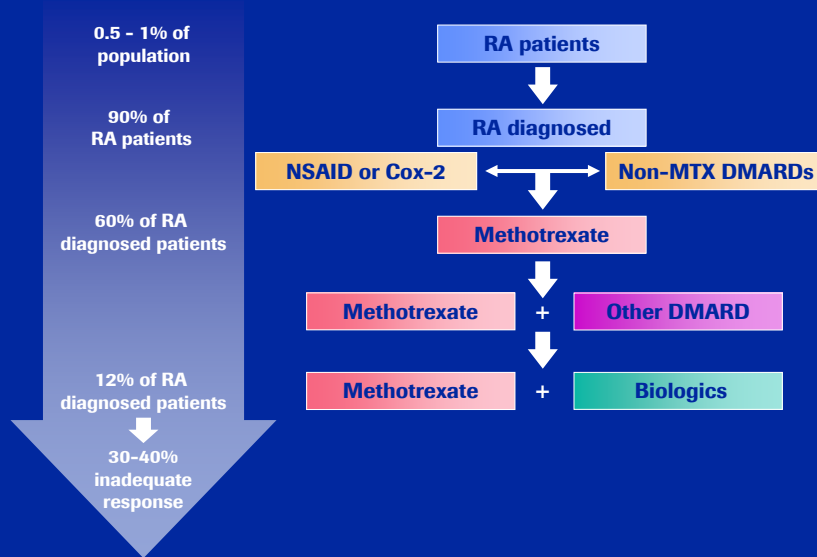 0.5 - 1% of
population
RA patients
90% of
RA patients
RA diagnosed
NSAID or Cox-2
Non-MTX DMARDs
60% of RA
diagnosed patients
Methotrexate
Methotrexate + Other DMARD
12% of RA
diagnosed patients
Methotrexate + Biologics
30-40%
inadequate
response